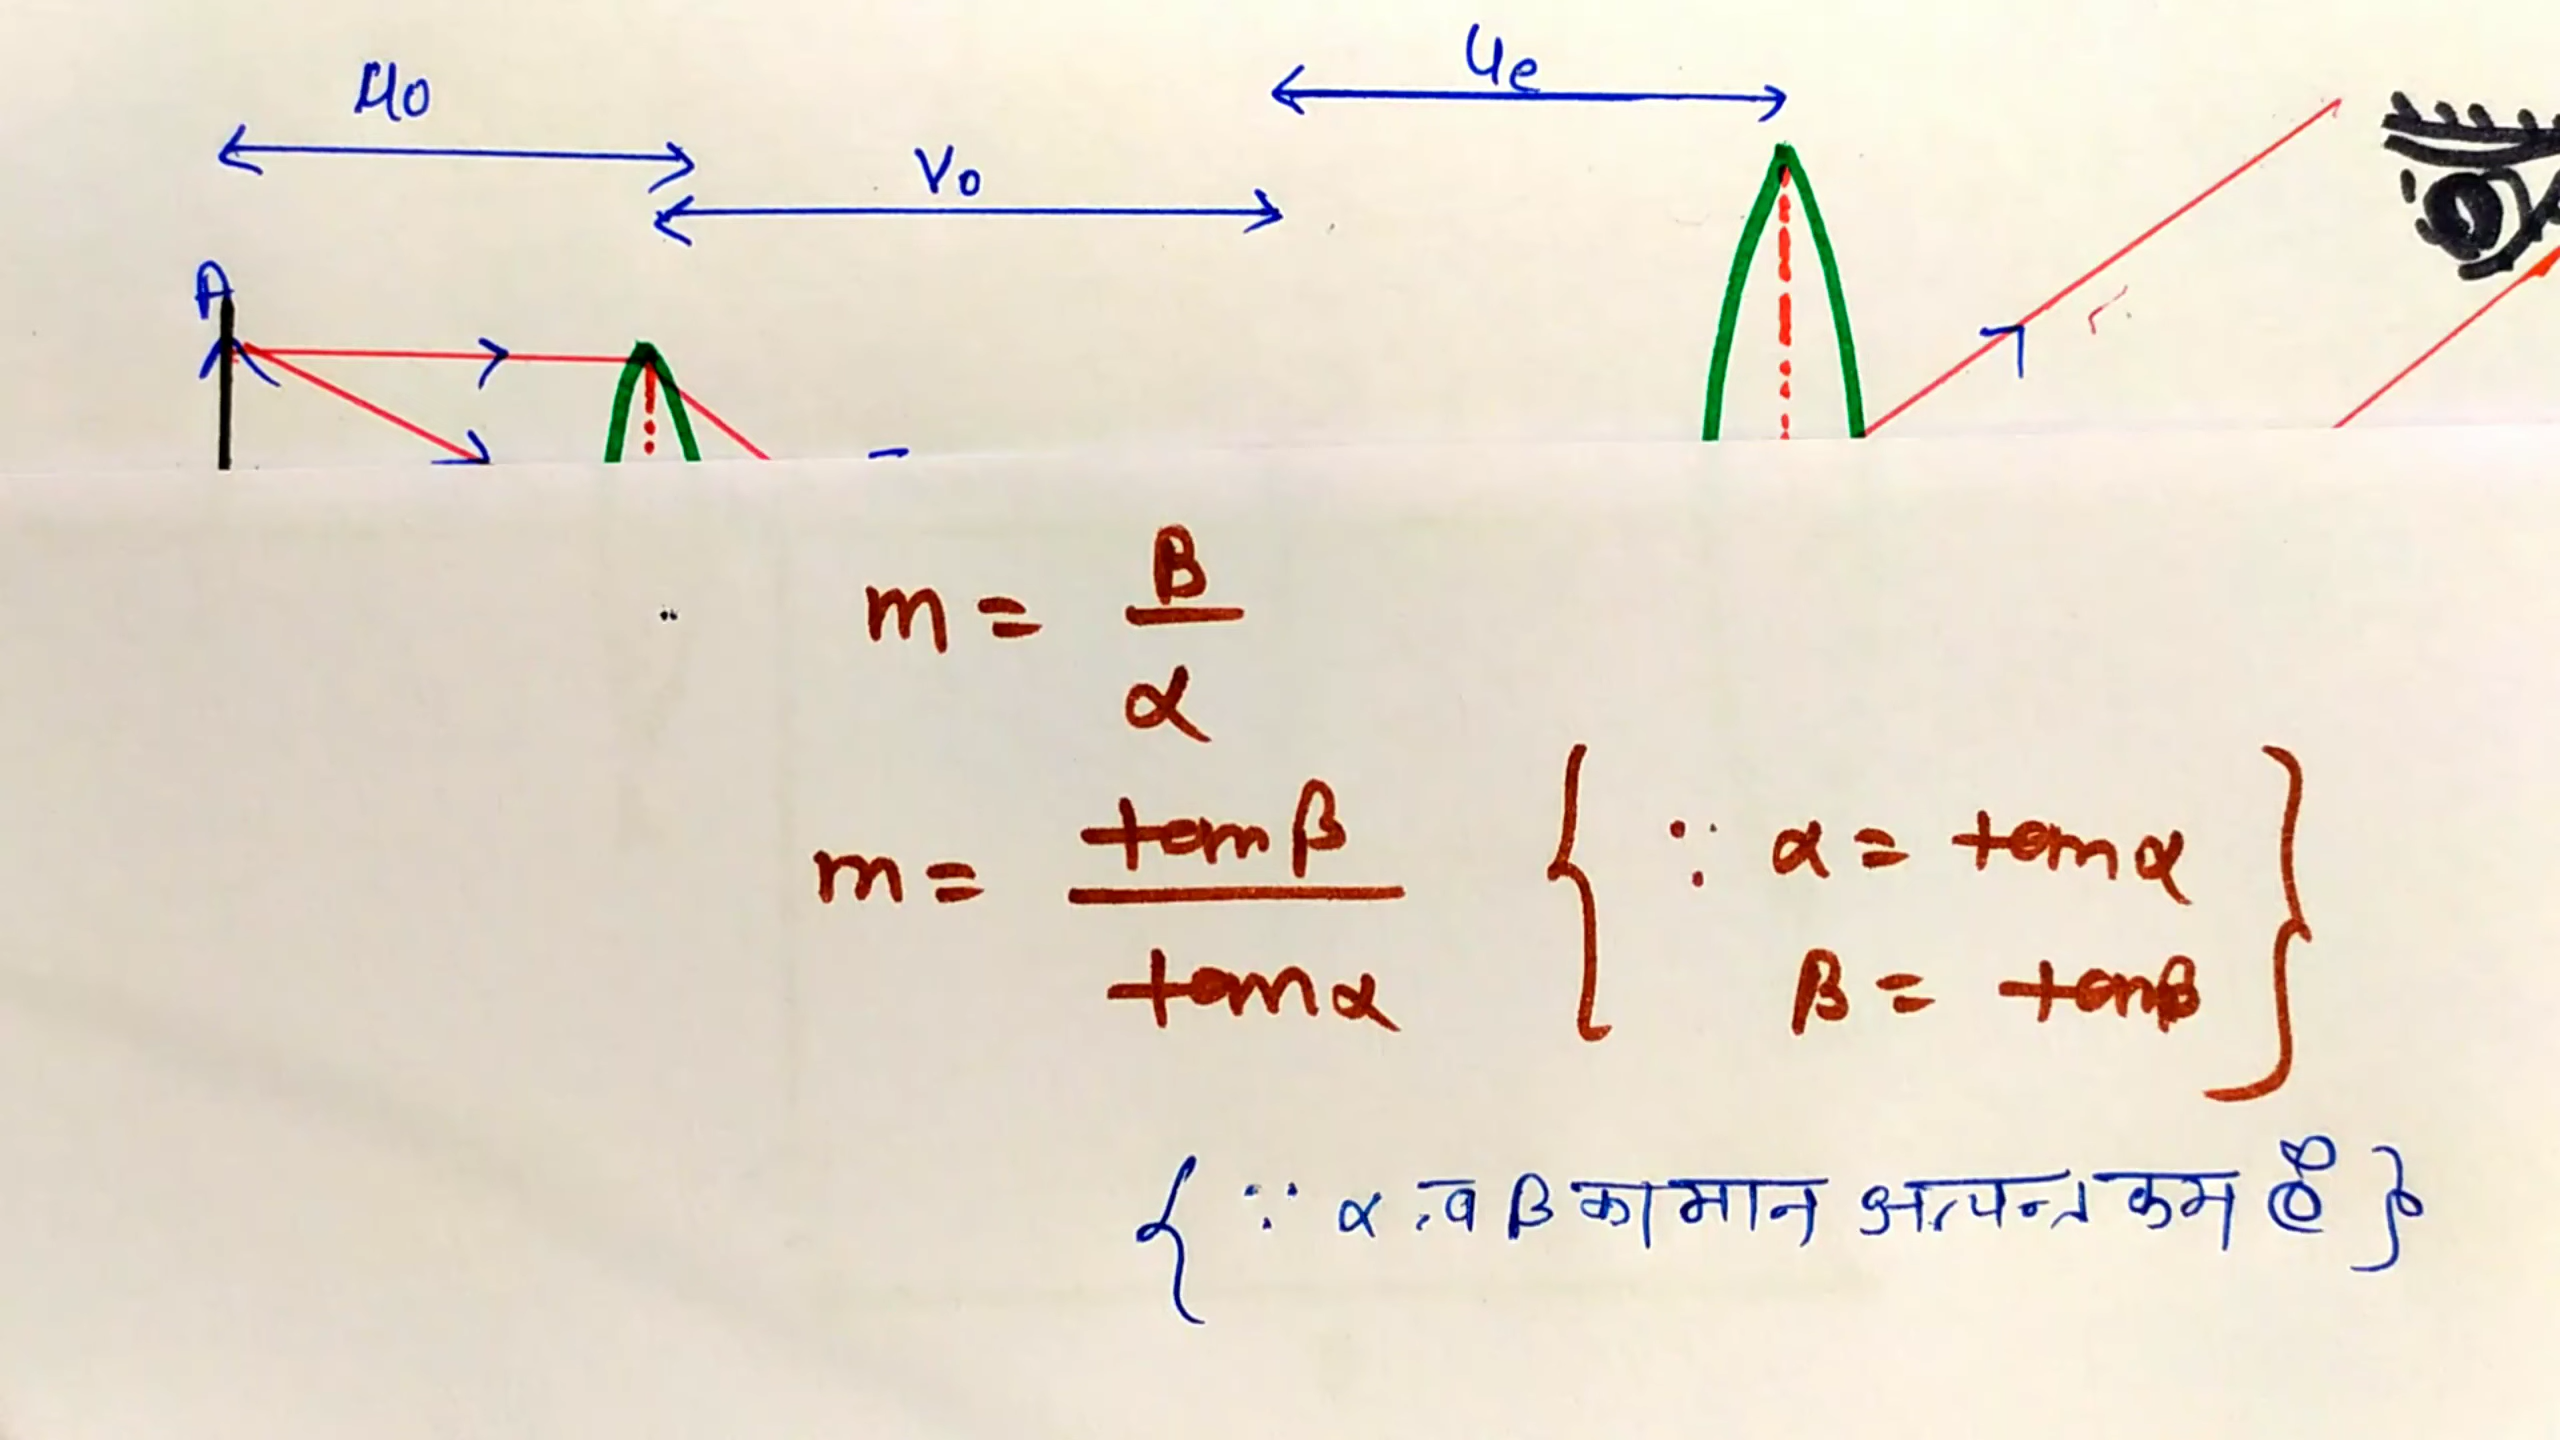 u₀
uₑ
v₀
A
m = β/α
m = tanβ/tanα { ∵ α = tanα
β = tanβ }
{ ∵ α व β का मान अत्यन्त कम है }